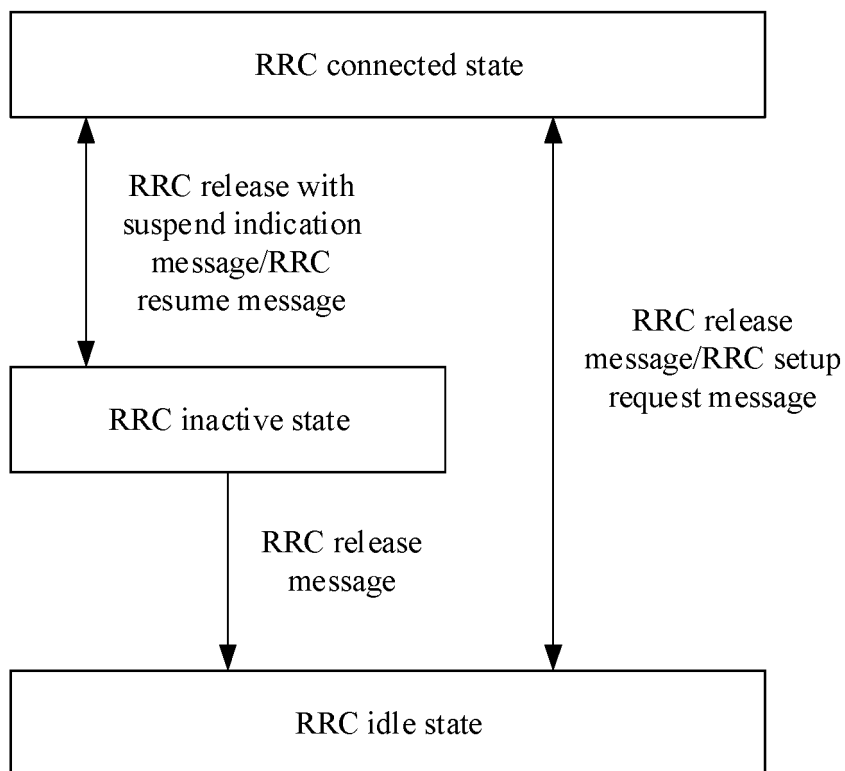 RRC connected state
RRC release with
suspend indication
message/RRC
resume message
RRC release
message/RRC setup
request message
RRC inactive state
RRC release
message
RRC idle state